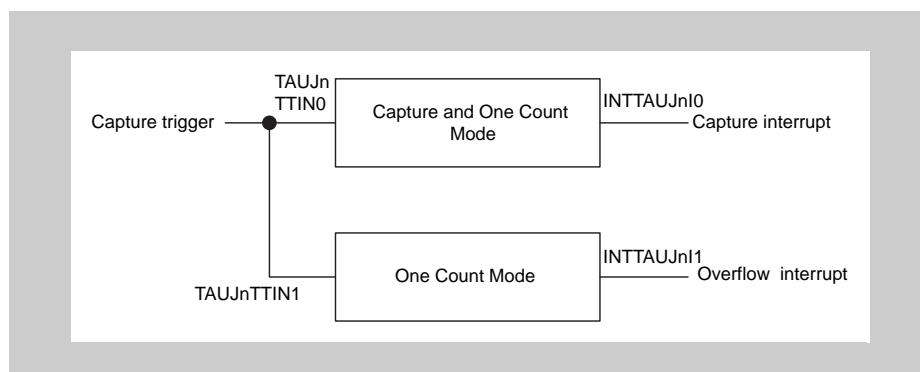 TAUJn
TTIN0
Capture trigger
Capture and One Count
Mode
INTTAUJnI0
Capture interrupt
TAUJnTTIN1
One Count Mode
INTTAUJnI1
Overflow interrupt